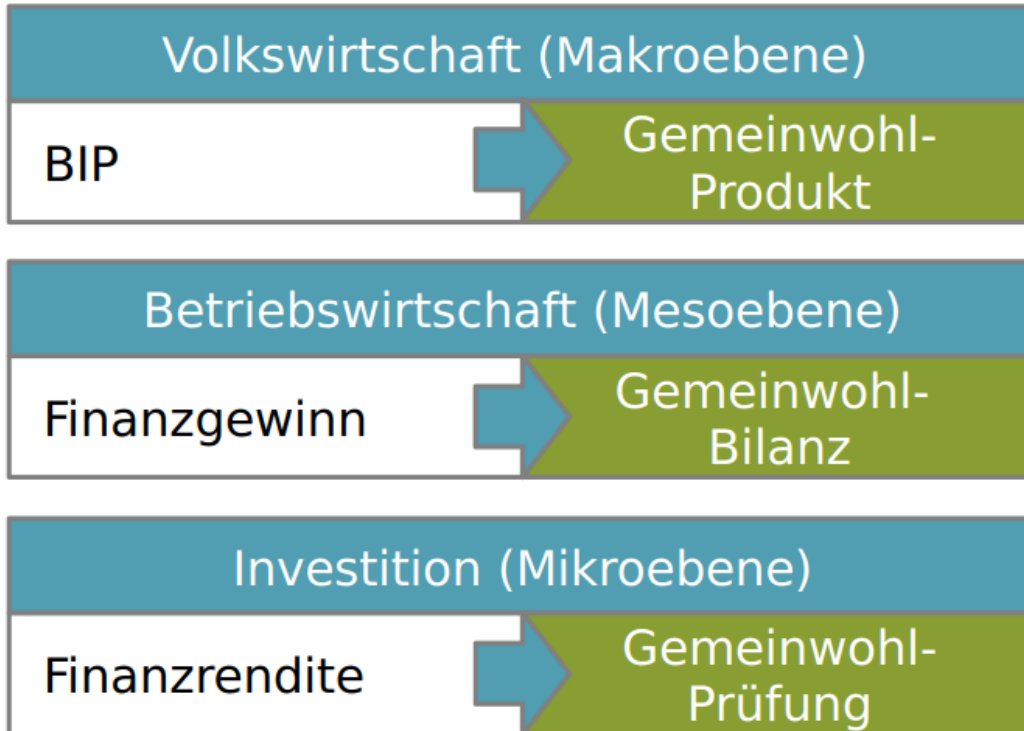 Volkswirtschaft (Makroebene)
BIP
Gemeinwohl-
Produkt
Betriebswirtschaft (Mesoebene)
Finanzgewinn
Gemeinwohl-
Bilanz
Investition (Mikroebene)
Finanzrendite
Gemeinwohl-
Prüfung